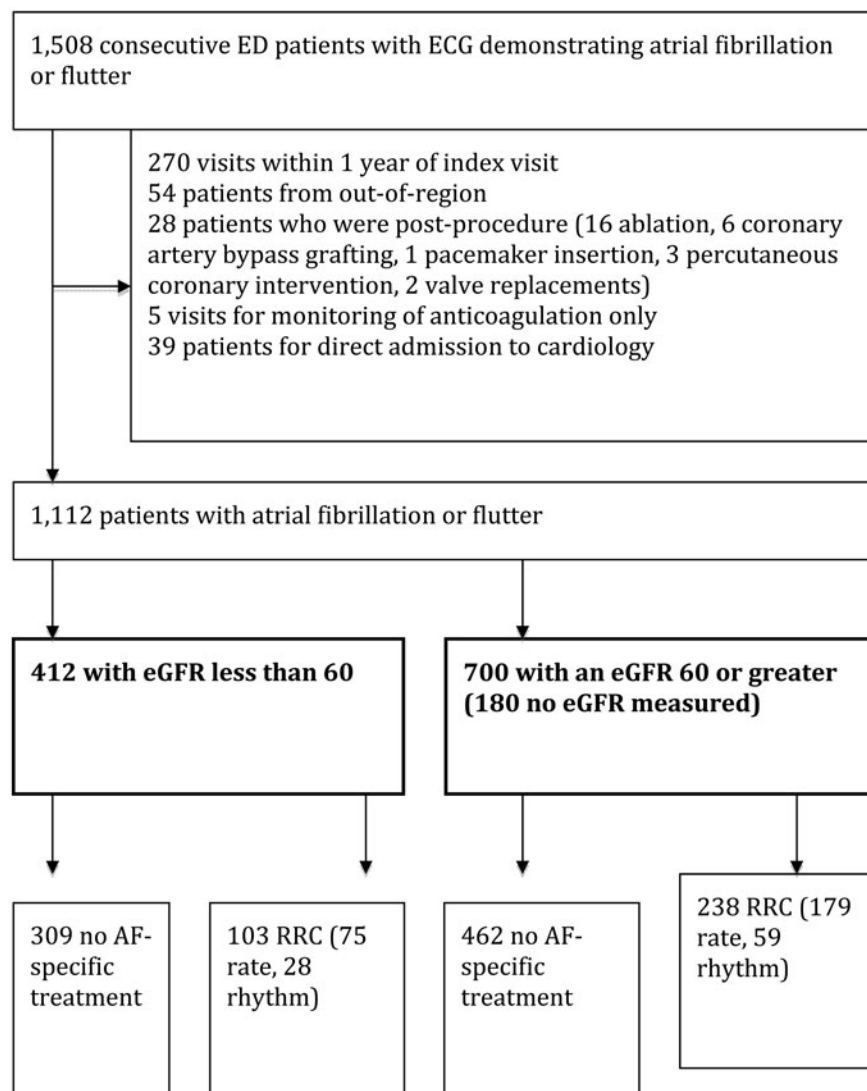 1,508 consecutive ED patients with ECG demonstrating atrial fibrillation
or flutter
270 visits within 1 year of index visit
54 patients from out-of-region
28 patients who were post-procedure (16 ablation, 6 coronary
artery bypass grafting, 1 pacemaker insertion, 3 percutaneous
coronary intervention, 2 valve replacements)
5 visits for monitoring of anticoagulation only
39 patients for direct admission to cardiology
1,112 patients with atrial fibrillation or flutter
412 with eGFR less than 60
700 with an eGFR 60 or greater
(180 no eGFR measured)
309 no AF-
specific
treatment
103 RRC (75
rate, 28
rhythm)
462 no AF-
specific
treatment
238 RRC (179
rate, 59
rhythm)